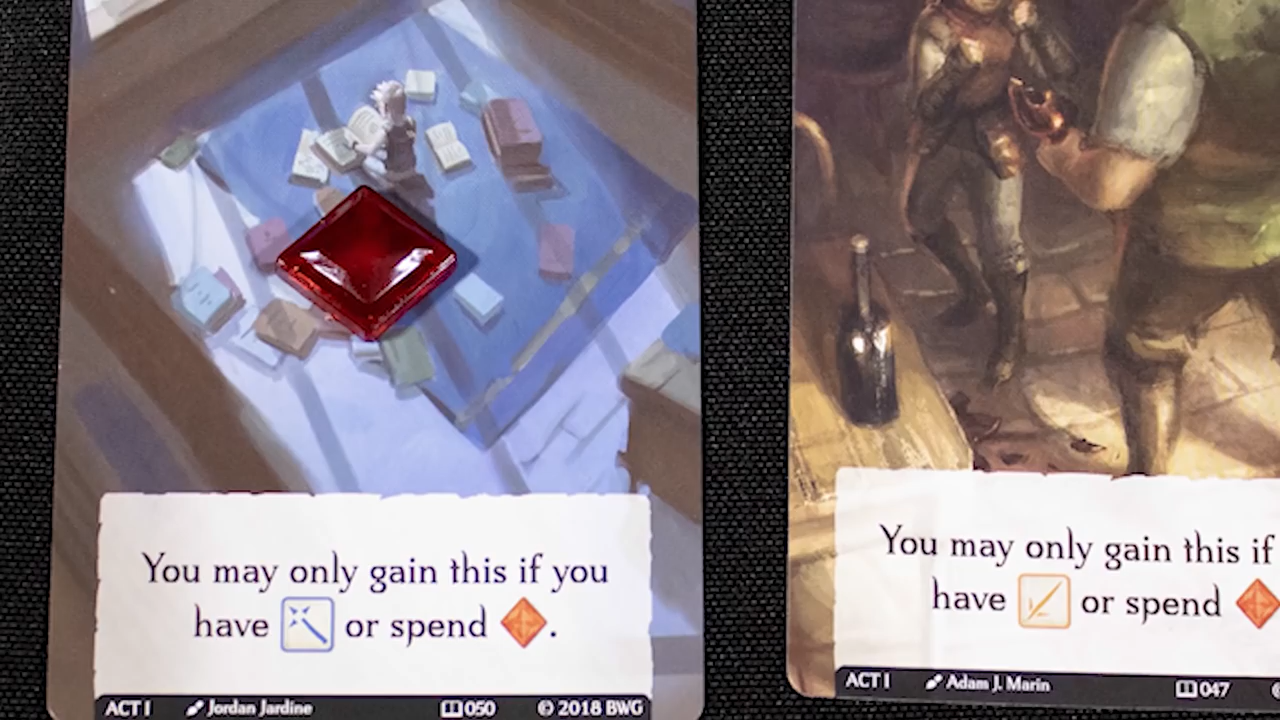 You may only gain this if you
have or spend .
ACT I Jordan Jardine 050 © 2018 BWG
You may only gain this if
have or spend
ACT I Adam J. Marin 047 ©